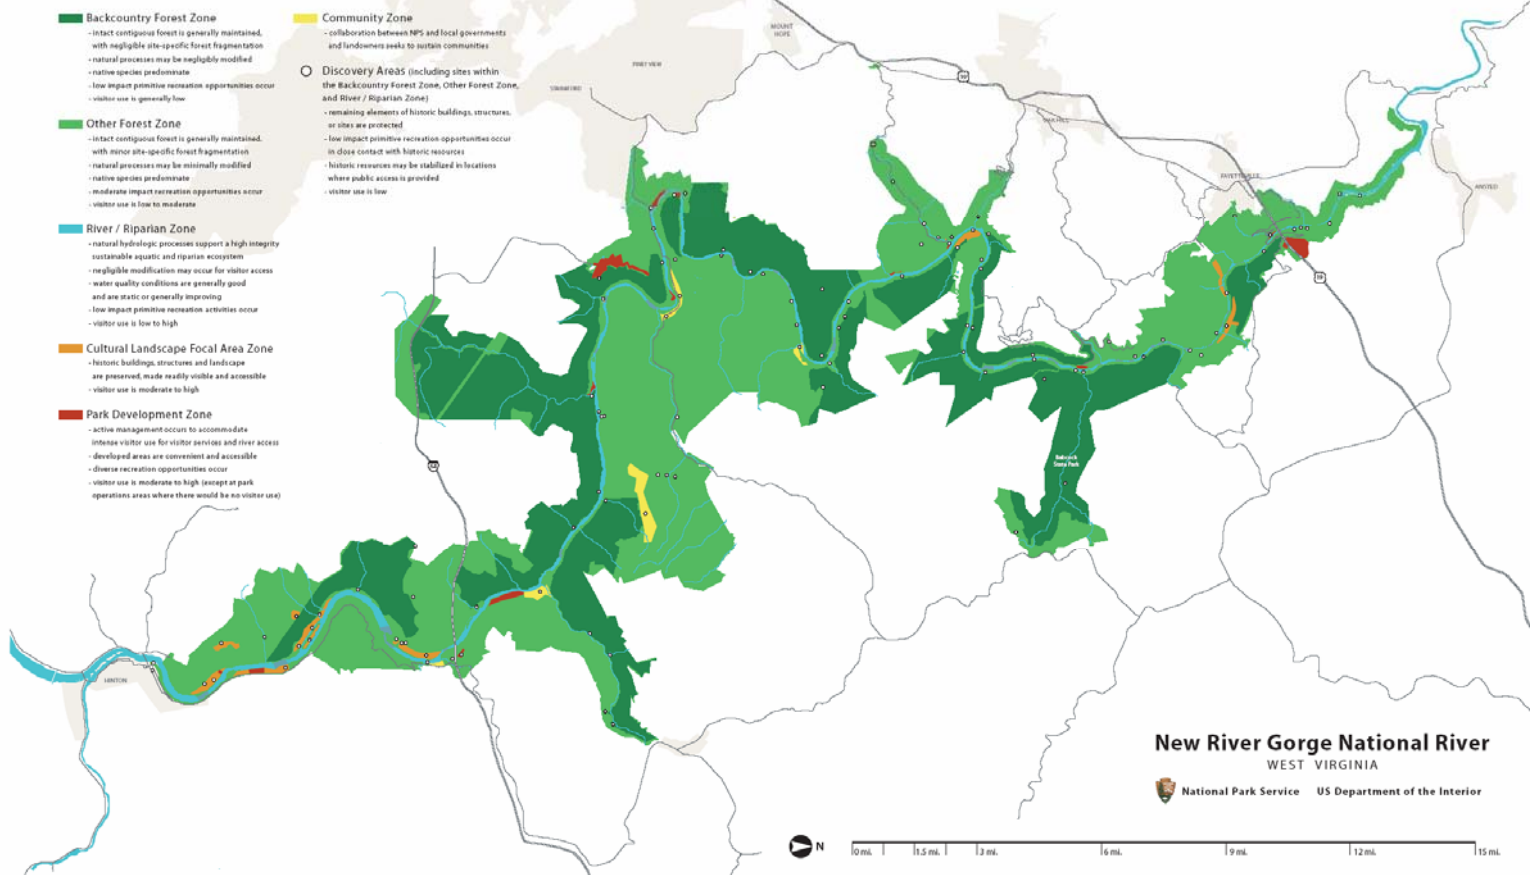 Backcountry Forest Zone
- intact contiguous forest is generally maintained,
with negligible site-specific forest fragmentation
- natural processes may be negligibly modified
- native species predominate
- low impact primitive recreation opportunities occur
- visitor use is generally low
Other Forest Zone
- intact contiguous forest is generally maintained,
with minor site-specific forest fragmentation
- natural processes may be minimally modified
- native species predominate
- moderate impact recreation opportunities occur
- visitor use is low to moderate
River / Riparian Zone
- natural hydrologic processes support a high integrity
sustainable aquatic and riparian ecosystem
- negligible modification may occur for visitor access
- water quality conditions are generally good
and are static or generally improving
- low impact primitive recreation activities occur
- visitor use is low to high
Cultural Landscape Focal Area Zone
- historic buildings, structures and landscape
are preserved, made readily visible and accessible
- visitor use is moderate to high
Park Development Zone
- active management occurs to accommodate
intense visitor use for visitor services and river access
- developed areas are convenient and accessible
- diverse recreation opportunities occur
- visitor use is moderate to high (except at park
operations areas where there would be no visitor use)
Community Zone
- collaboration between NPS and local governments
and landowners seeks to sustain communities
Discovery Areas (including sites within
the Backcountry Forest Zone, Other Forest Zone,
and River / Riparian Zone)
- remaining elements of historic buildings, structures,
or sites are protected
- low impact primitive recreation opportunities occur
in close contact with historic resources
- historic resources may be stabilized in locations
where public access is provided
- visitor use is low
MOUNT
HOPE
PINEY VIEW
STANAFORD
19
FAYETTEVILLE
ANSTED
19
Babcock
State Park
HINTON
New River Gorge National River
WEST VIRGINIA
National Park Service US Department of the Interior
N
0 mi. 1.5 mi. 3 mi. 6 mi. 9 mi. 12 mi. 15 mi.